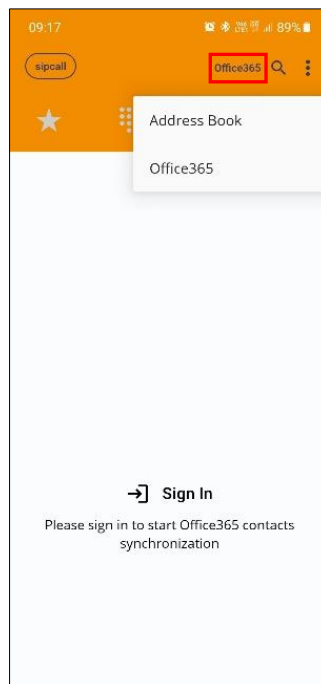 09:17
89%
sipcall
Office365
Address Book
Office365
Sign In
Please sign in to start Office365 contacts
synchronization